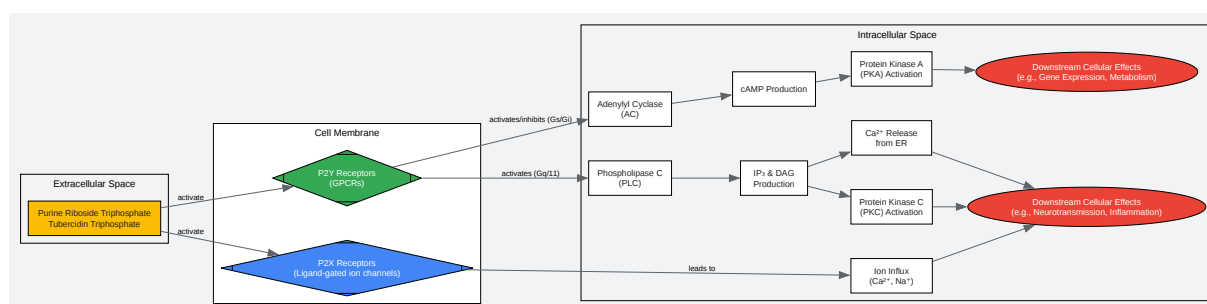 Extracellular Space
Purine Riboside Triphosphate
Tubercidin Triphosphate
activate
activate
Cell Membrane
P2Y Receptors
(GPCRs)
P2X Receptors
(Ligand-gated ion channels)
activates/inhibits (Gs/Gi)
activates (Gq/11)
leads to
Intracellular Space
Adenylyl Cyclase
(AC)
cAMP Production
Protein Kinase A
(PKA) Activation
Downstream Cellular Effects
(e.g., Gene Expression, Metabolism)
Phospholipase C
(PLC)
IP₃ & DAG
Production
Ca²⁺ Release
from ER
Protein Kinase C
(PKC) Activation
Downstream Cellular Effects
(e.g., Neurotransmission, Inflammation)
Ion Influx
(Ca²⁺, Na⁺)